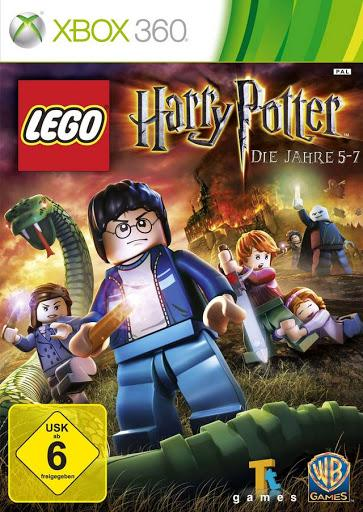 XBOX 360
PAL
LEGO
Harry Potter
DIE JAHRE 5-7
USK
ab
6
freigegeben
TT
games
WB
GAMES